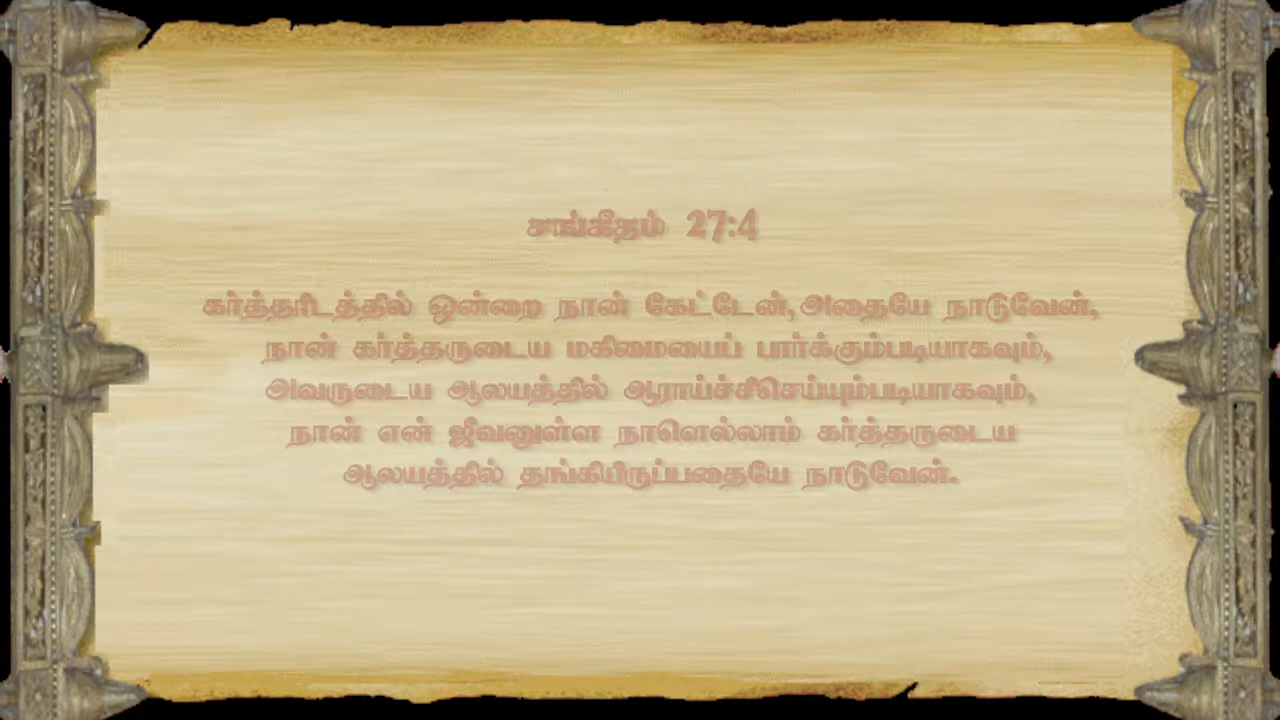 சங்கீதம் 27:4
கர்த்தரிடத்தில் ஒன்றை நான் கேட்டேன்,அதையே நாடுவேன்,
நான் கர்த்தருடைய மகிமையைப் பார்க்கும்படியாகவும்,
அவருடைய ஆலயத்தில் ஆராய்ச்சிசெய்யும்படியாகவும்,
நான் என் ஜீவனுள்ள நாளெல்லாம் கர்த்தருடைய
ஆலயத்தில் தங்கியிருப்பதையே நாடுவேன்.